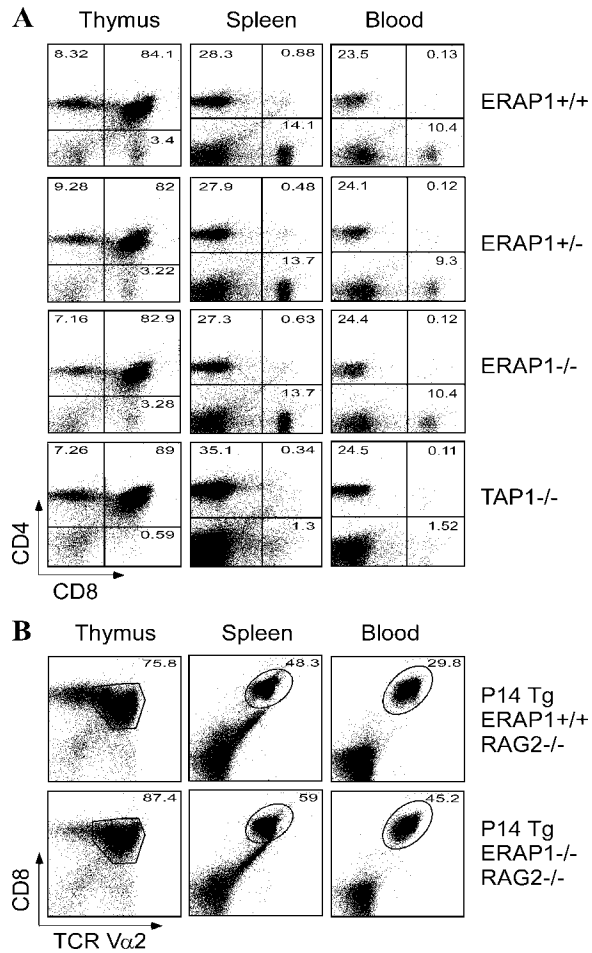 A
Thymus Spleen Blood
8.32 84.1 28.3 0.88 23.5 0.13
ERAP1+/+
3.4 14.1 10.4
9.28 82 27.9 0.48 24.1 0.12
ERAP1+/-
3.22 13.7 9.3
7.16 82.9 27.3 0.63 24.4 0.12
ERAP1-/-
3.28 13.7 10.4
7.26 89 35.1 0.34 24.5 0.11
TAP1-/-
0.59 1.3 1.52
CD4
CD8
B
Thymus Spleen Blood
75.8 48.3 29.8
P14 Tg
ERAP1+/+
RAG2-/-
87.4 59 45.2
P14 Tg
ERAP1-/-
RAG2-/-
CD8
TCR Vα2